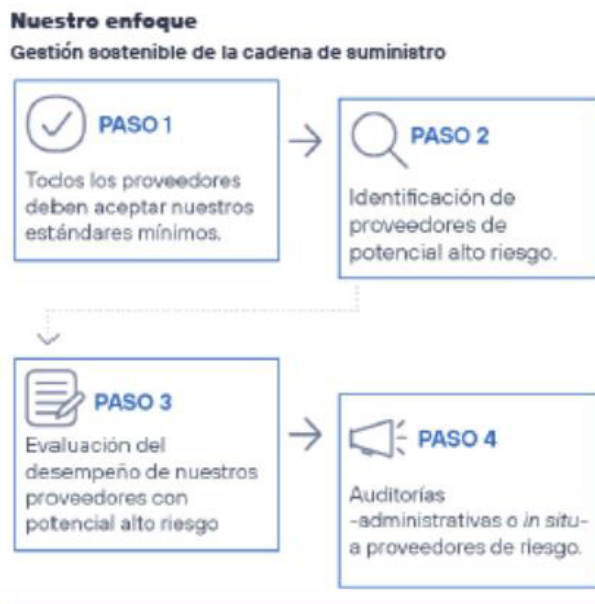 Nuestro enfoque
Gestión sostenible de la cadena de suministro
PASO 1
Todos los proveedores
deben aceptar nuestros
estándares mínimos.
PASO 2
Identificación de
proveedores de
potencial alto riesgo.
PASO 3
Evaluación del
desempeño de nuestros
proveedores con
potencial alto riesgo
PASO 4
Auditorías
-administrativas o in situ-
a proveedores de riesgo.